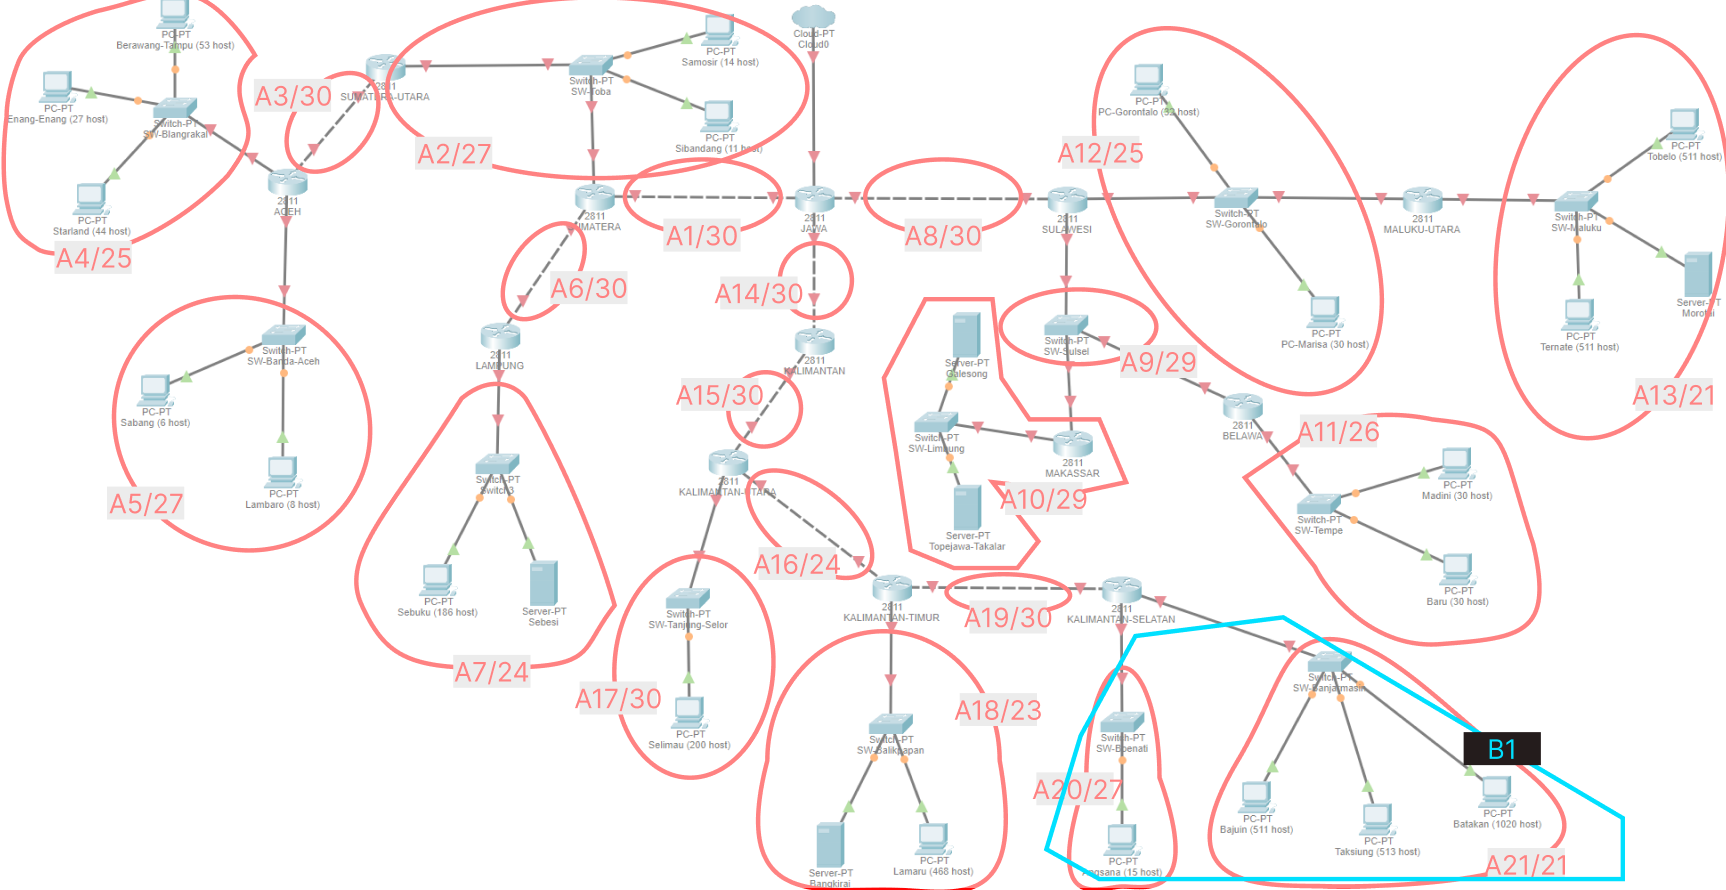 PC-PT
Berawang-Tampu (53 host)
PC-PT
Enang-Enang (27 host)
Switch-PT
SW-Blangrakal
PC-PT
Starland (44 host)
A4/25
A3/30
2811
SUMATERA-UTARA
2811
ACEH
Switch-PT
SW-Toba
PC-PT
Samosir (14 host)
PC-PT
Sibandang (11 host)
A2/27
Cloud-PT
Cloud0
2811
A1/30
2811
JAWA
A8/30
2811
SULAWESI
A12/25
PC-PT
PC-Gorontalo (32 host)
Switch-PT
SW-Gorontalo
PC-PT
PC-Marisa (30 host)
2811
MALUKU-UTARA
Switch-PT
SW-Maluku
PC-PT
Tobelo (511 host)
Server-PT
PC-PT
Ternate (511 host)
A13/21
A6/30
A14/30
2811
KALIMANTAN
2811
LAMPUNG
Switch-PT
SW-Banda-Aceh
PC-PT
Sabang (6 host)
PC-PT
Lambaro (8 host)
A5/27
Switch-PT
Switch3
PC-PT
Sebuku (186 host)
Server-PT
Sebesi
A7/24
A15/30
2811
KALIMANTAN-UTARA
A16/24
Switch-PT
SW-Tanjung-Selor
PC-PT
Selimau (200 host)
A17/30
Server-PT
Galesong
Switch-PT
SW-Limbung
Server-PT
Topejawa-Takalar
A10/29
2811
MAKASSAR
Switch-PT
SW-Sulsel
A9/29
2811
BELAWA
A11/26
Switch-PT
SW-Tempe
PC-PT
Madini (30 host)
PC-PT
Baru (30 host)
2811
KALIMANTAN-TIMUR
A19/30
2811
KALIMANTAN-SELATAN
Switch-PT
SW-Balikpapan
A18/23
Server-PT
Bangkirai
PC-PT
Lamaru (468 host)
Switch-PT
SW-Boenati
A20/27
PC-PT
Angsana (15 host)
Switch-PT
SW-Banjarmasin
B1
PC-PT
Bajuin (511 host)
PC-PT
Taksiung (513 host)
PC-PT
Batakan (1020 host)
A21/21